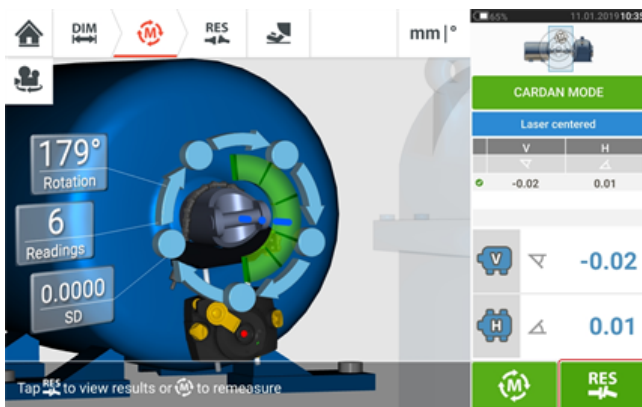 DIM
M
RES
mm|°
65%
11.01.2019 10:35
CARDAN MODE
Laser centered
V
H
-0.02
0.01
179°
Rotation
6
Readings
0.0000
SD
V
-0.02
H
0.01
Tap RES to view results or M to remeasure
M
RES